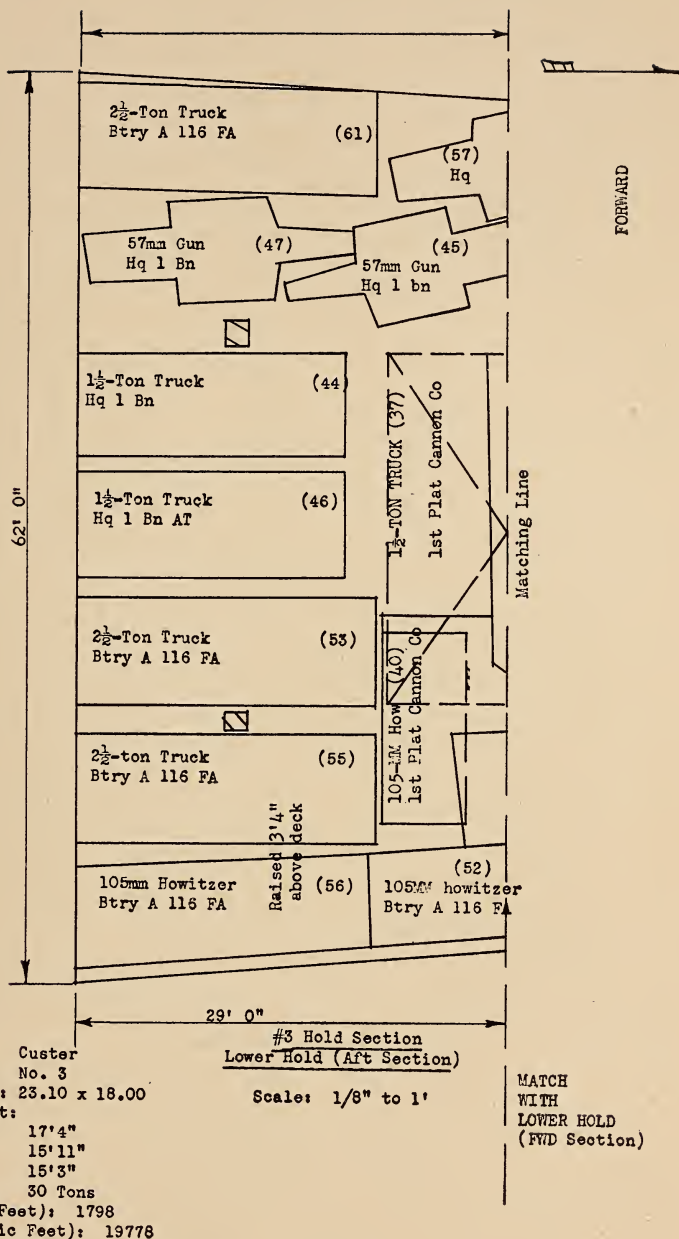 2½-Ton Truck
Btry A 116 FA
(61)
(57)
Hq
FORWARD
57mm Gun
Hq 1 Bn
(47)
(45)
57mm Gun
Hq 1 bn
1½-Ton Truck
Hq 1 Bn
(44)
1½-TON TRUCK (37)
1st Plat Cannon Co
62' 0"
1½-Ton Truck
Hq 1 Bn AT
(46)
Matching Line
2½-Ton Truck
Btry A 116 FA
(53)
105-MM How (40)
1st Plat Cannon Co
2½-ton Truck
Btry A 116 FA
(55)
Raised 3'4"
above deck
105mm Howitzer
Btry A 116 FA
(56)
(52)
105MM howitzer
Btry A 116 FA
29' 0"
#3 Hold Section
Lower Hold (Aft Section)
Scale: 1/8" to 1'
MATCH
WITH
LOWER HOLD
(FWD Section)
Custer
No. 3
: 23.10 x 18.00
t:
17'4"
15'11"
15'3"
30 Tons
Feet): 1798
ic Feet): 19778